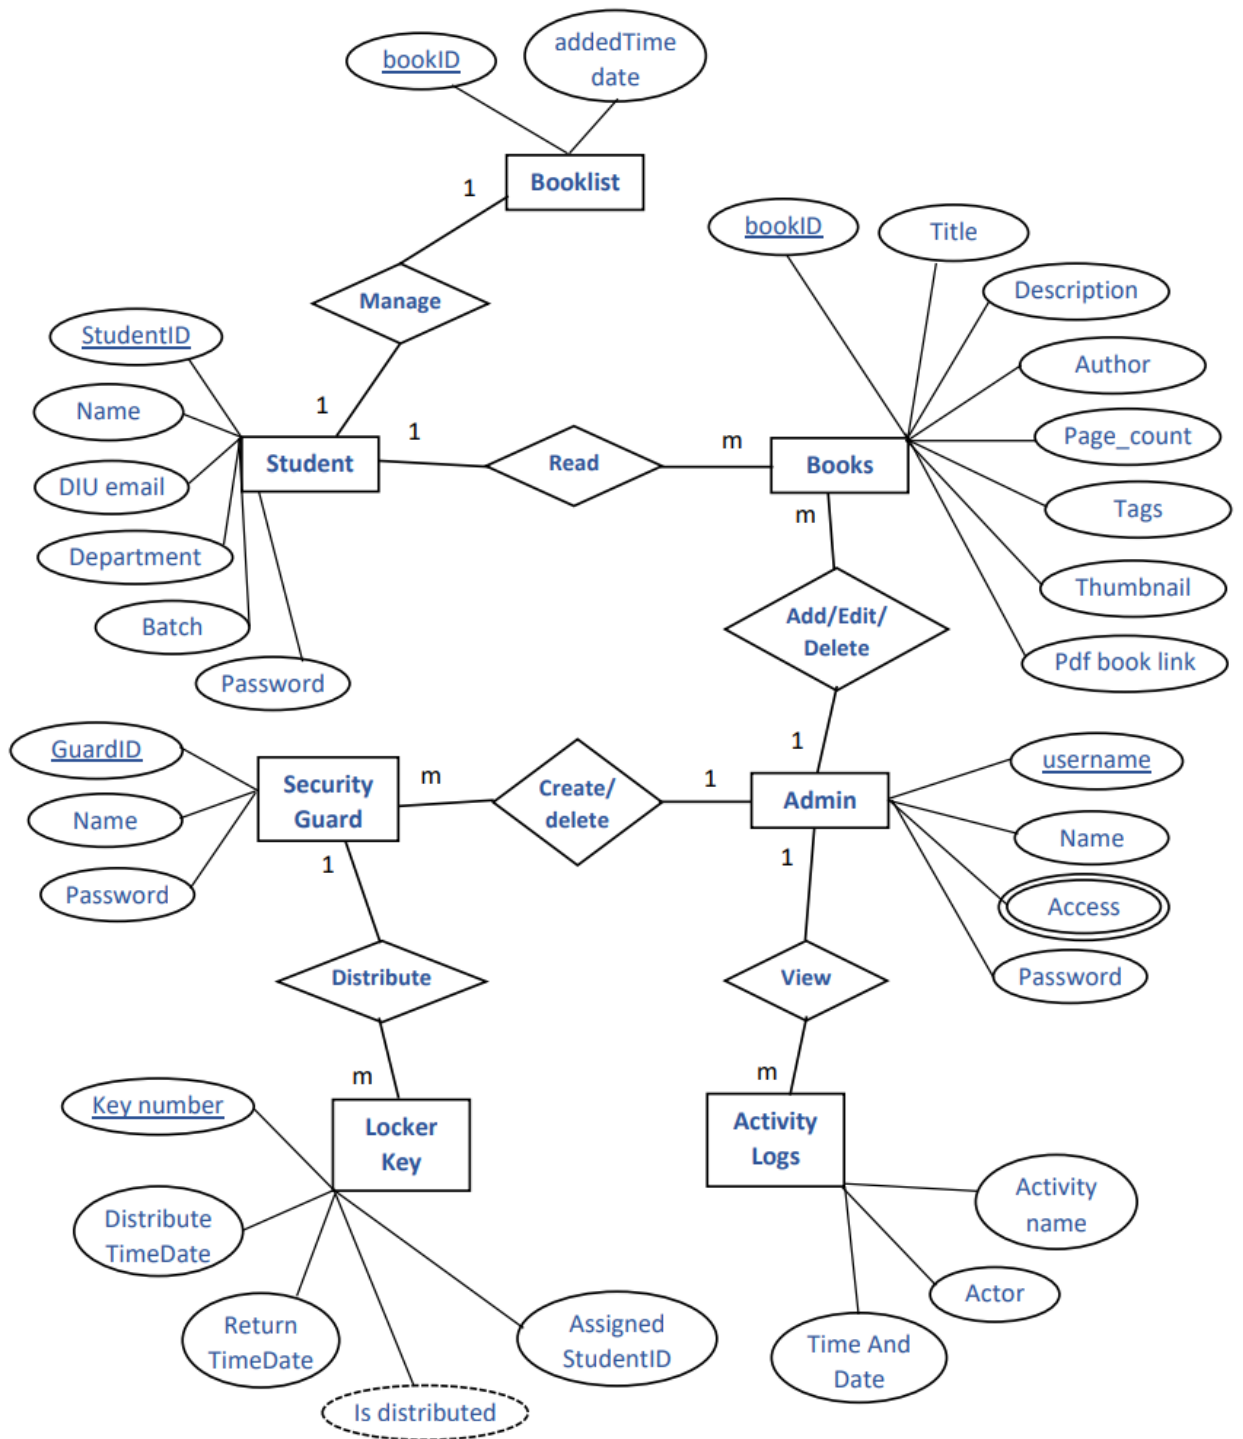 bookID
addedTime
date
Booklist
1
Manage
1
StudentID
Name
DIU email
Department
Batch
Password
Student
1
Read
m
Books
bookID
Title
Description
Author
Page_count
Tags
Thumbnail
Pdf book link
m
Add/Edit/
Delete
1
GuardID
Name
Password
Security
Guard
m
Create/
delete
1
Admin
username
Name
Access
Password
1
Distribute
m
1
View
m
Key number
Locker
Key
Distribute
TimeDate
Return
TimeDate
Is distributed
Assigned
StudentID
Activity
Logs
Activity
name
Actor
Time And
Date